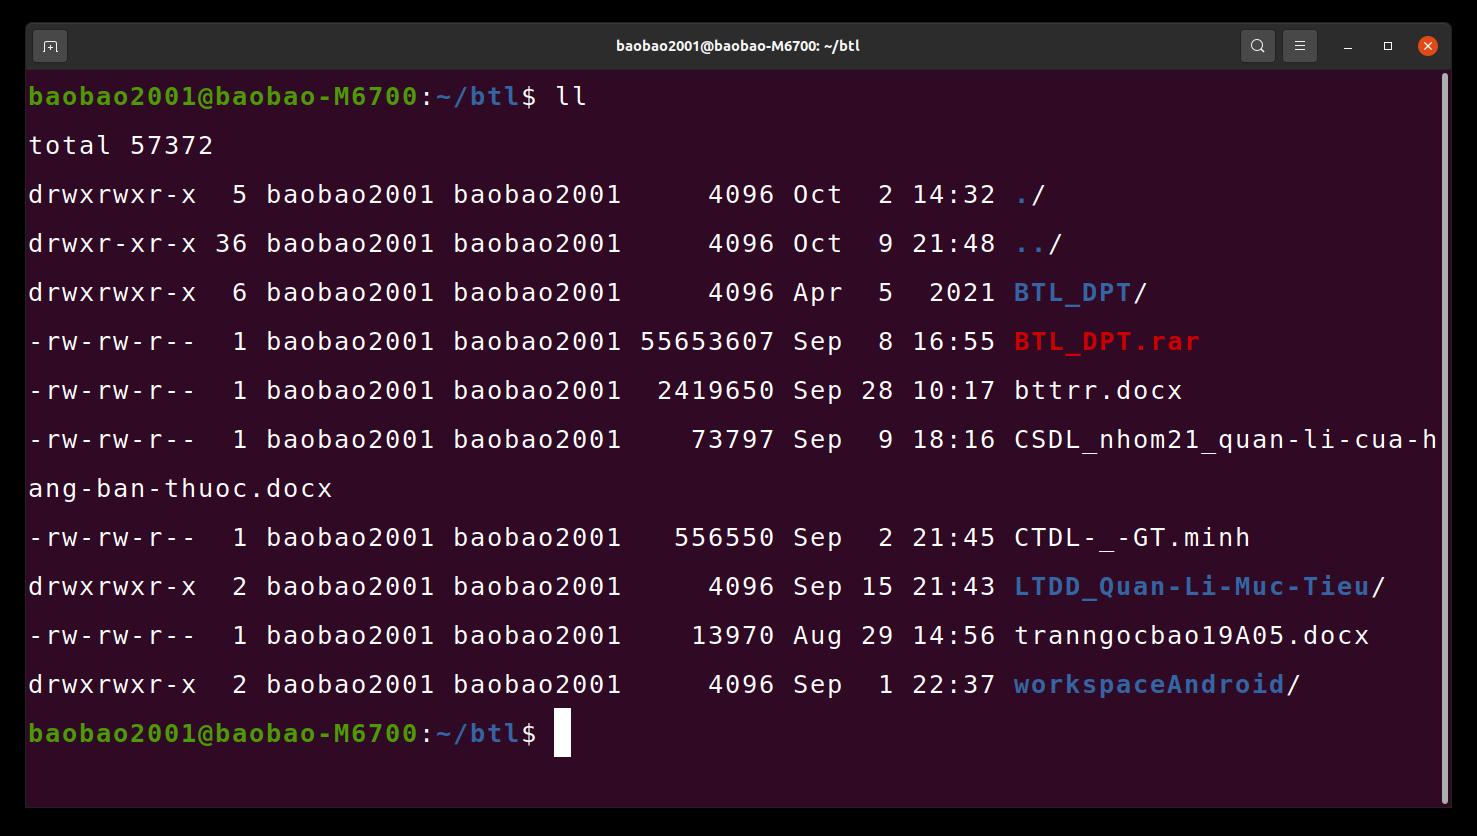 baobao2001@baobao-M6700: ~/btl
baobao2001@baobao-M6700:~/btl$ ll
total 57372
drwxrwxr-x  5 baobao2001 baobao2001     4096 Oct  2 14:32 ./
drwxr-xr-x 36 baobao2001 baobao2001     4096 Oct  9 21:48 ../
drwxrwxr-x  6 baobao2001 baobao2001     4096 Apr  5  2021 BTL_DPT/
-rw-rw-r--  1 baobao2001 baobao2001 55653607 Sep  8 16:55 BTL_DPT.rar
-rw-rw-r--  1 baobao2001 baobao2001  2419650 Sep 28 10:17 bttrr.docx
-rw-rw-r--  1 baobao2001 baobao2001    73797 Sep  9 18:16 CSDL_nhom21_quan-li-cua-h
ang-ban-thuoc.docx
-rw-rw-r--  1 baobao2001 baobao2001   556550 Sep  2 21:45 CTDL-_-GT.minh
drwxrwxr-x  2 baobao2001 baobao2001     4096 Sep 15 21:43 LTDD_Quan-Li-Muc-Tieu/
-rw-rw-r--  1 baobao2001 baobao2001    13970 Aug 29 14:56 tranngocbao19A05.docx
drwxrwxr-x  2 baobao2001 baobao2001     4096 Sep  1 22:37 workspaceAndroid/
baobao2001@baobao-M6700:~/btl$